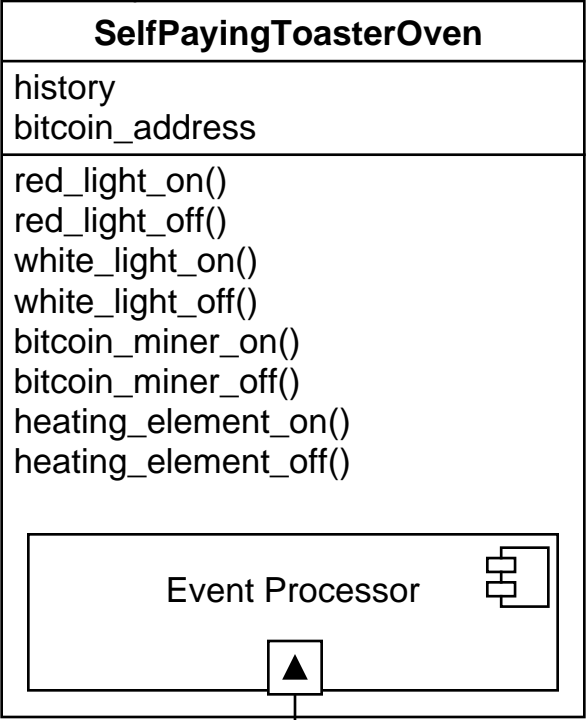 SelfPayingToasterOven
history
bitcoin_address
red_light_on()
red_light_off()
white_light_on()
white_light_off()
bitcoin_miner_on()
bitcoin_miner_off()
heating_element_on()
heating_element_off()
Event Processor